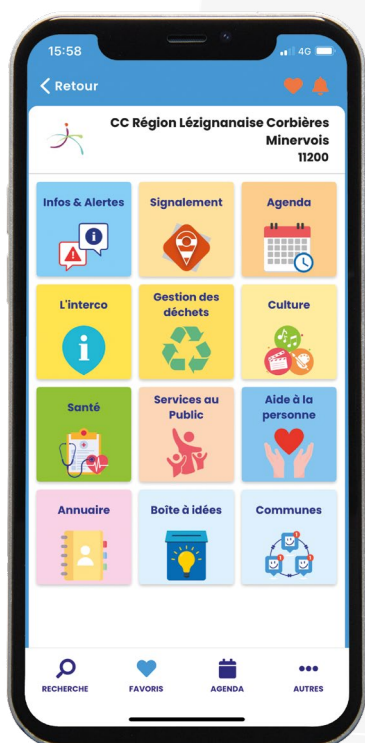 15:58
4G
Retour
CC Région Lézignanaise Corbières
Minervois
11200
Infos & Alertes
Signalement
Agenda
L'interco
Gestion des
déchets
Culture
Santé
Services au
Public
Aide à la
personne
Annuaire
Boîte à idées
Communes
RECHERCHE
FAVORIS
AGENDA
AUTRES